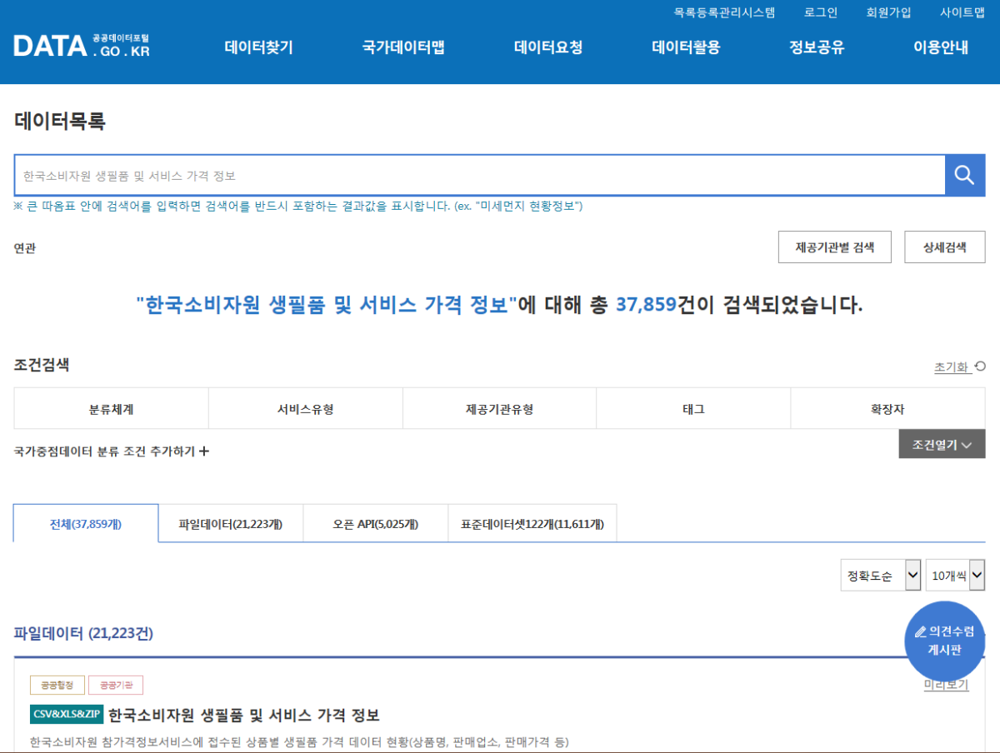 목록등록관리시스템 로그인 회원가입 사이트맵
DATA 공공데이터포털 .GO.KR
데이터찾기 국가데이터맵 데이터요청 데이터활용 정보공유 이용안내
데이터목록
한국소비자원 생필품 및 서비스 가격 정보
※ 큰 따옴표 안에 검색어를 입력하면 검색어를 반드시 포함하는 결과값을 표시합니다. (ex. "미세먼지 현황정보")
연관 제공기관별 검색 상세검색
"한국소비자원 생필품 및 서비스 가격 정보"에 대해 총 37,859건이 검색되었습니다.
조건검색 초기화
분류체계 서비스유형 제공기관유형 태그 확장자
국가중점데이터 분류 조건 추가하기 + 조건열기
전체(37,859개) 파일데이터(21,223개) 오픈 API(5,025개) 표준데이터셋122개(11,611개)
정확도순 10개씩
파일데이터 (21,223건)
의견수렴
게시판
공공행정 공공기관 미리보기
CSV&XLS&ZIP 한국소비자원 생필품 및 서비스 가격 정보
한국소비자원 참가격정보서비스에 접수된 상품별 생필품 가격 데이터 현황(상품명, 판매업소, 판매가격 등)